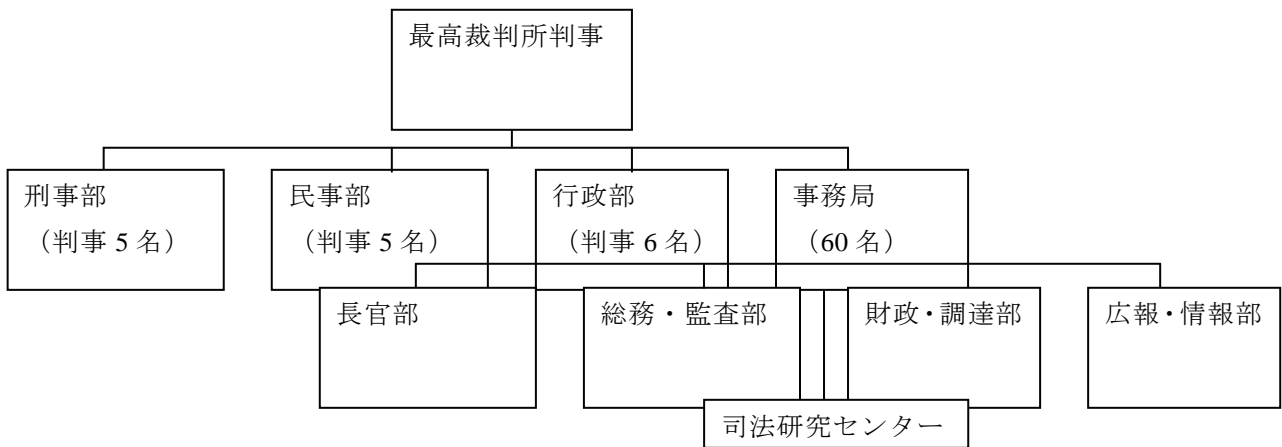 最高裁判所判事
刑事部
（判事 5 名）
民事部
（判事 5 名）
行政部
（判事 6 名）
事務局
（60 名）
長官部
総務・監査部
財政・調達部
広報・情報部
司法研究センター